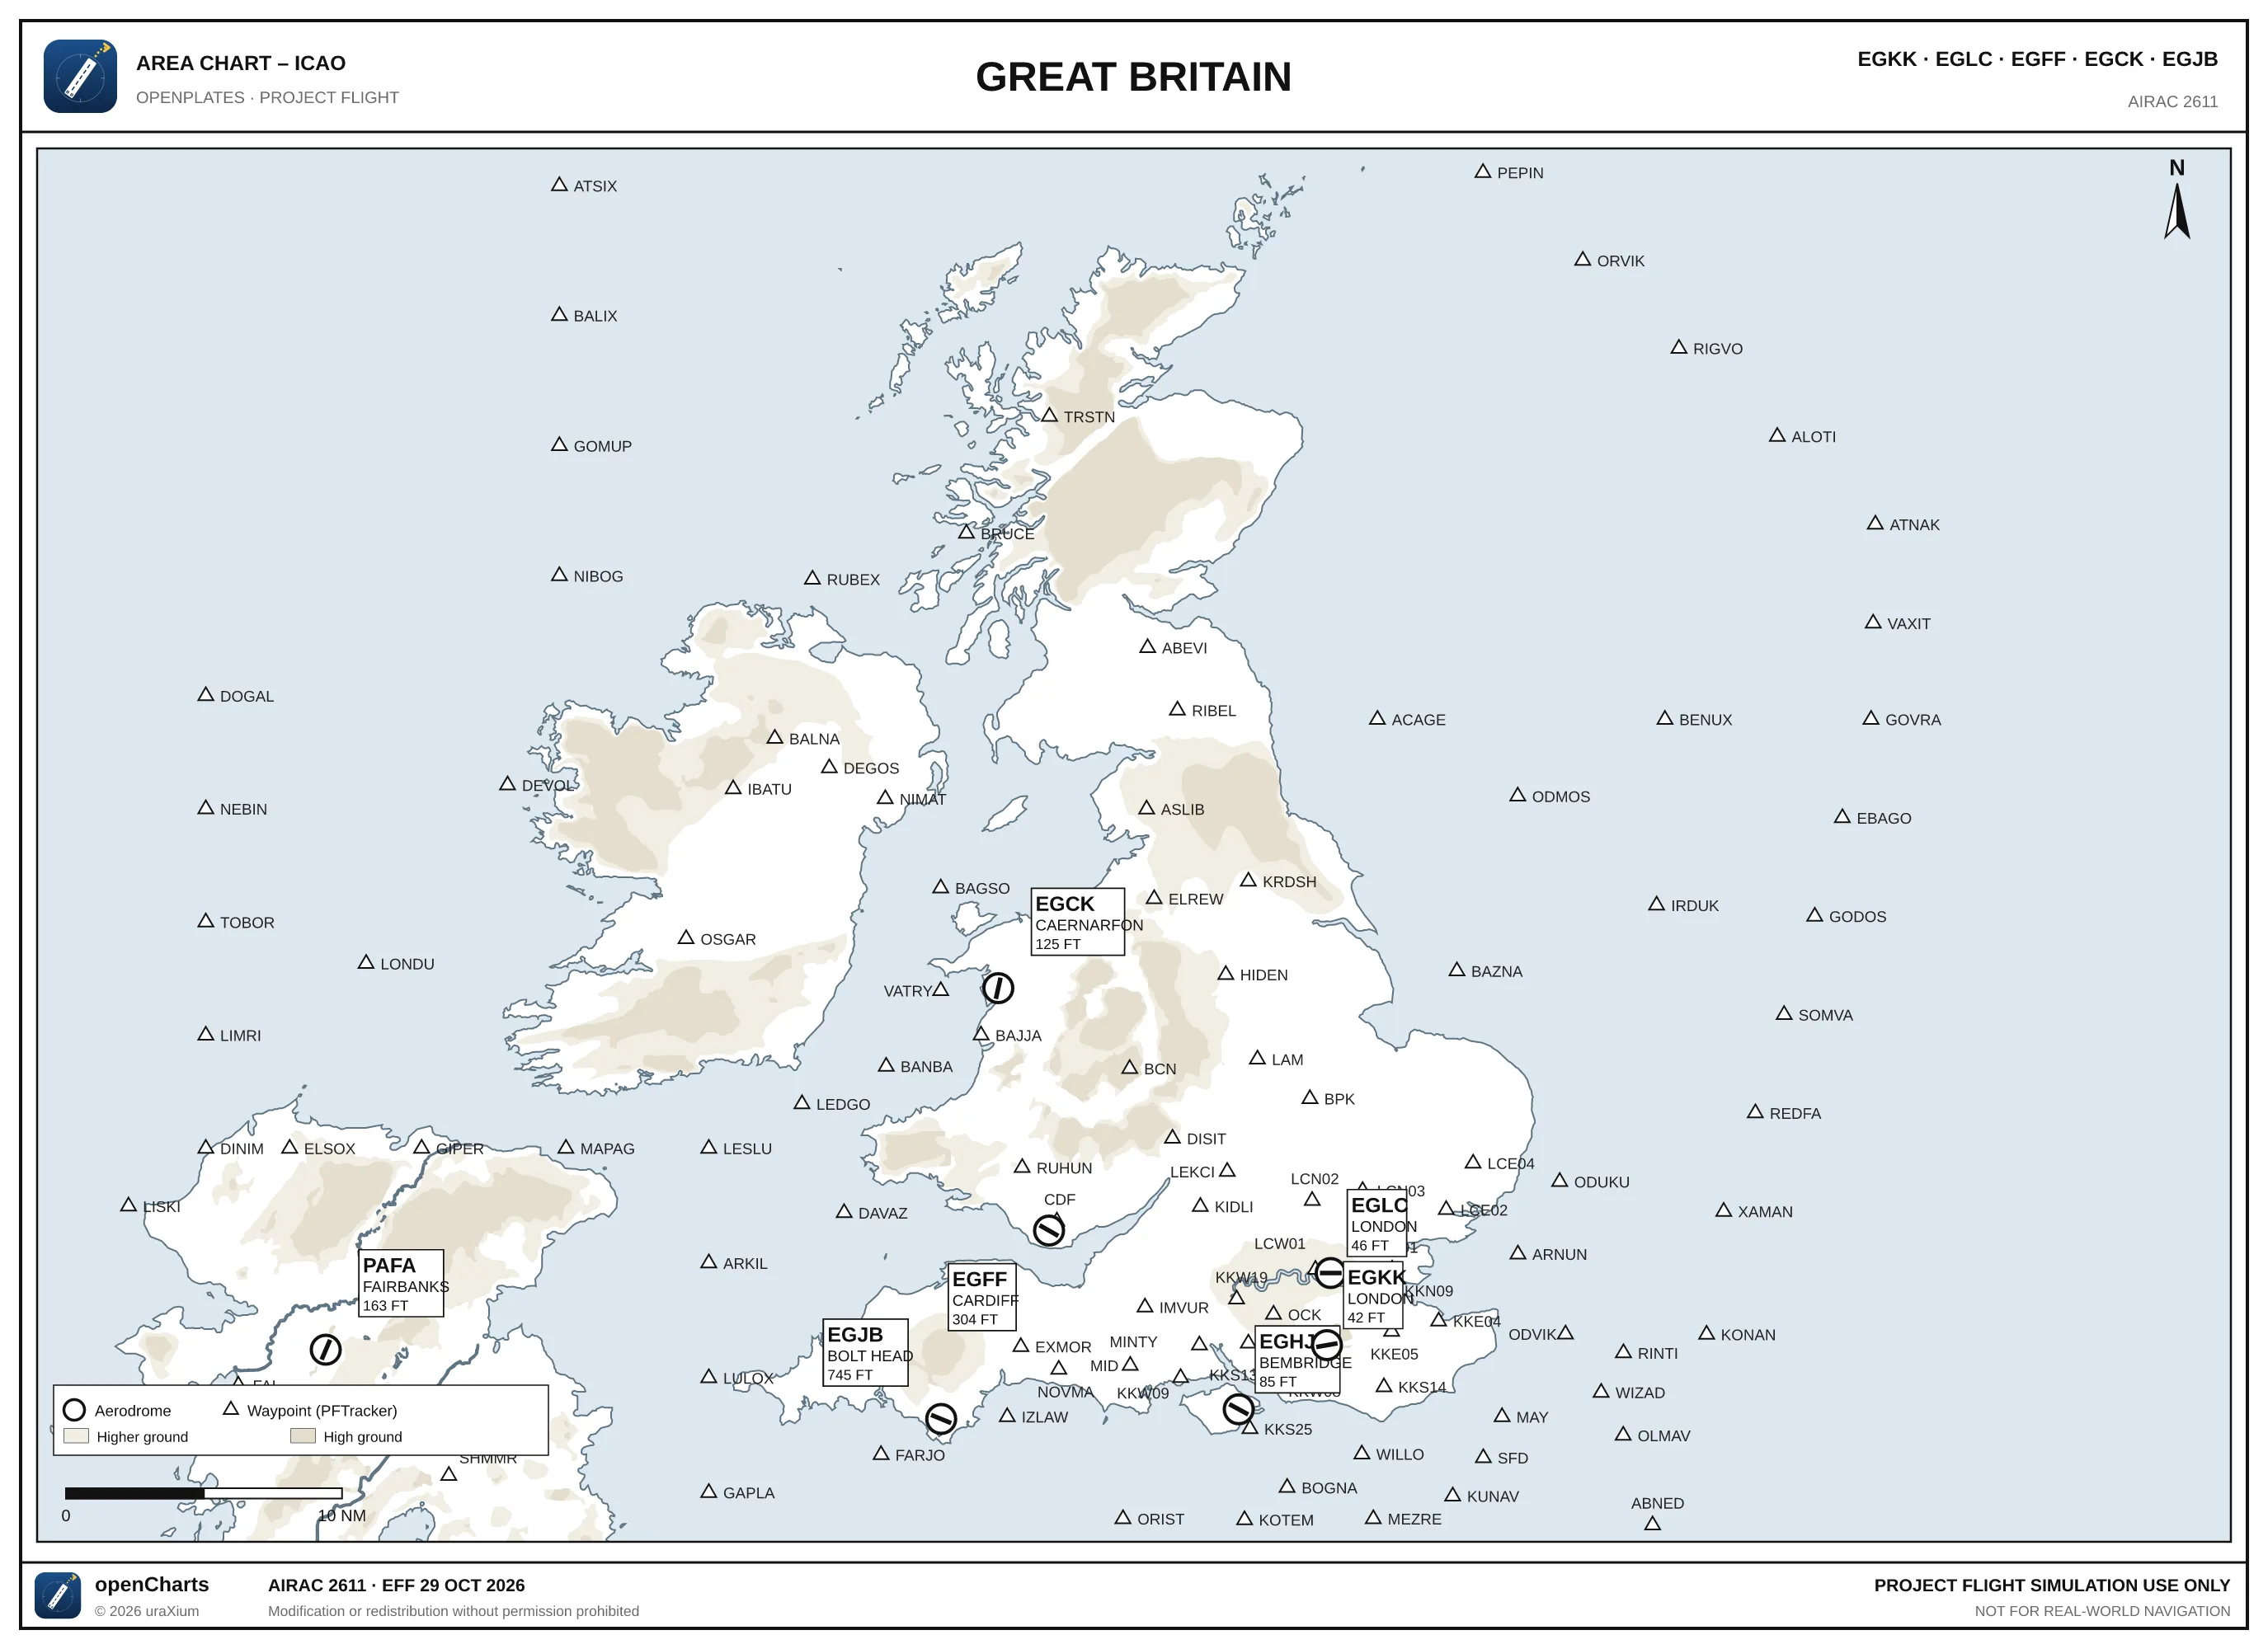 AREA CHART – ICAO
OPENPLATES · PROJECT FLIGHT
GREAT BRITAIN
EGKK · EGLC · EGFF · EGCK · EGJB
AIRAC 2611
N
PEPIN
ATSIX
ORVIK
BALIX
RIGVO
TRSTN
ALOTI
GOMUP
ATNAK
BRUCE
NIBOG
RUBEX
VAXIT
ABEVI
DOGAL
RIBEL
ACAGE
BENUX
GOVRA
BALNA
DEGOS
DEVOL
IBATU
NIMAT
ODMOS
NEBIN
ASLIB
EBAGO
BAGSO
KRDSH
ELREW
EGCK
CAERNARFON
125 FT
IRDUK
GODOS
TOBOR
OSGAR
LONDU
HIDEN
BAZNA
VATRY
SOMVA
LIMRI
BAJJA
BANBA
BCN
LAM
BPK
LEDGO
REDFA
DINIM
ELSOX
GIPER
MAPAG
LESLU
DISIT
RUHUN
LEKCI
LCE04
LCN02
ODUKU
LCN03
CDF
LISKI
DAVAZ
KIDLI
EGLC
LONDON
46 FT
LCE02
XAMAN
LCW01
ARNUN
PAFA
FAIRBANKS
163 FT
ARKIL
EGFF
CARDIFF
304 FT
KKW19
EGKK
LONDON
42 FT
KKN09
IMVUR
OCK
KKE04
ODVIK
KONAN
EGJB
BOLT HEAD
745 FT
EXMOR
MINTY
EGHJ
BEMBRIDGE
85 FT
KKE05
RINTI
MID
KKS13
LULOX
NOVMA
KKW09
KKS14
WIZAD
IZLAW
MAY
KKS25
OLMAV
FARJO
WILLO
SFD
Aerodrome
Waypoint (PFTracker)
Higher ground
High ground
SHMMR
BOGNA
KUNAV
GAPLA
ABNED
0
10 NM
ORIST
KOTEM
MEZRE
openCharts
© 2026 uraXium
AIRAC 2611 · EFF 29 OCT 2026
Modification or redistribution without permission prohibited
PROJECT FLIGHT SIMULATION USE ONLY
NOT FOR REAL-WORLD NAVIGATION